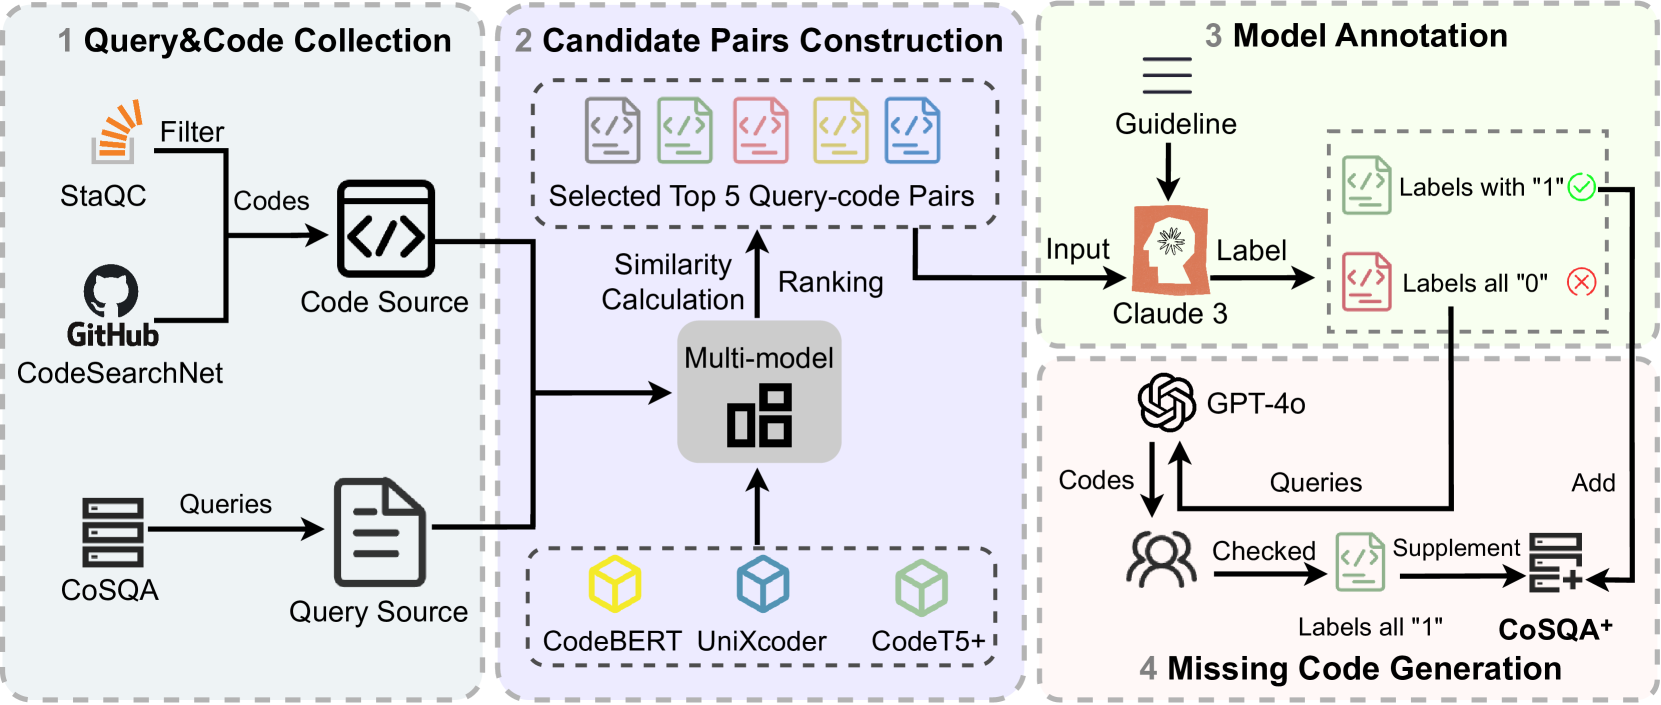 1 Query&Code Collection
StaQC
Filter
Codes
GitHub
CodeSearchNet
Code Source
CoSQA
Queries
Query Source
2 Candidate Pairs Construction
Selected Top 5 Query-code Pairs
Similarity
Calculation
Ranking
Multi-model
CodeBERT
UniXcoder
CodeT5+
3 Model Annotation
Guideline
Input
Claude 3
Label
Labels with "1"
Labels all "0"
GPT-4o
Codes
Queries
Add
Checked
Supplement
Labels all "1"
CoSQA+
4 Missing Code Generation